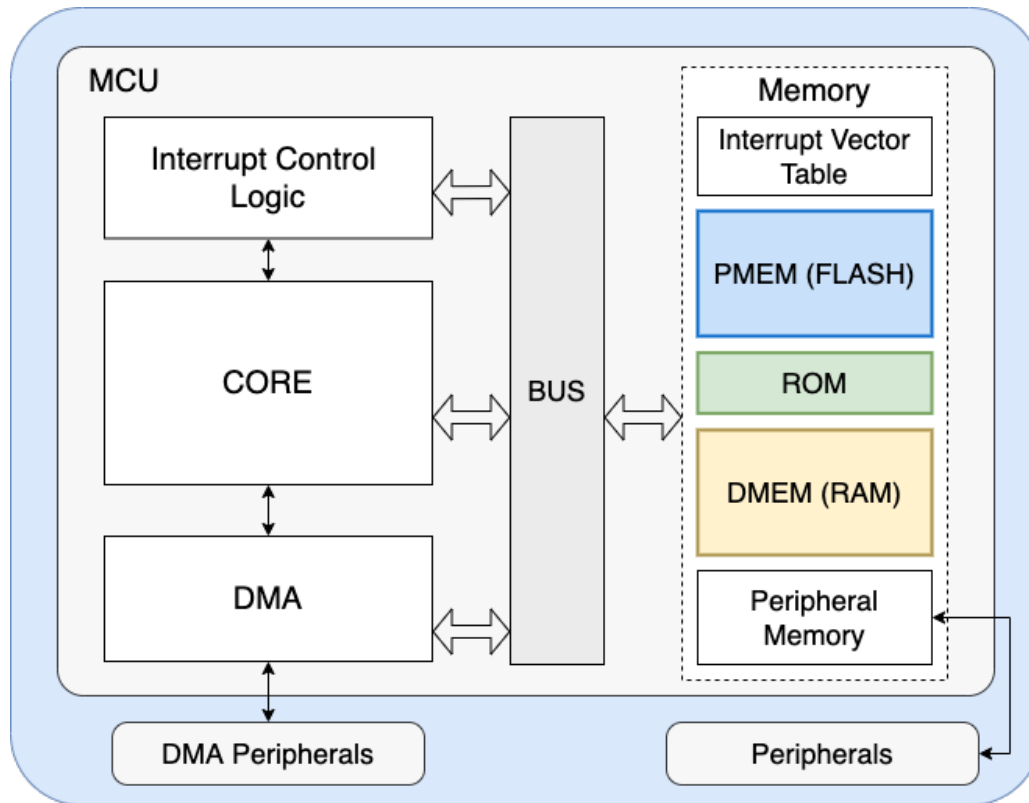 MCU
Interrupt Control
Logic
CORE
DMA
BUS
Memory
Interrupt Vector
Table
PMEM (FLASH)
ROM
DMEM (RAM)
Peripheral
Memory
DMA Peripherals
Peripherals